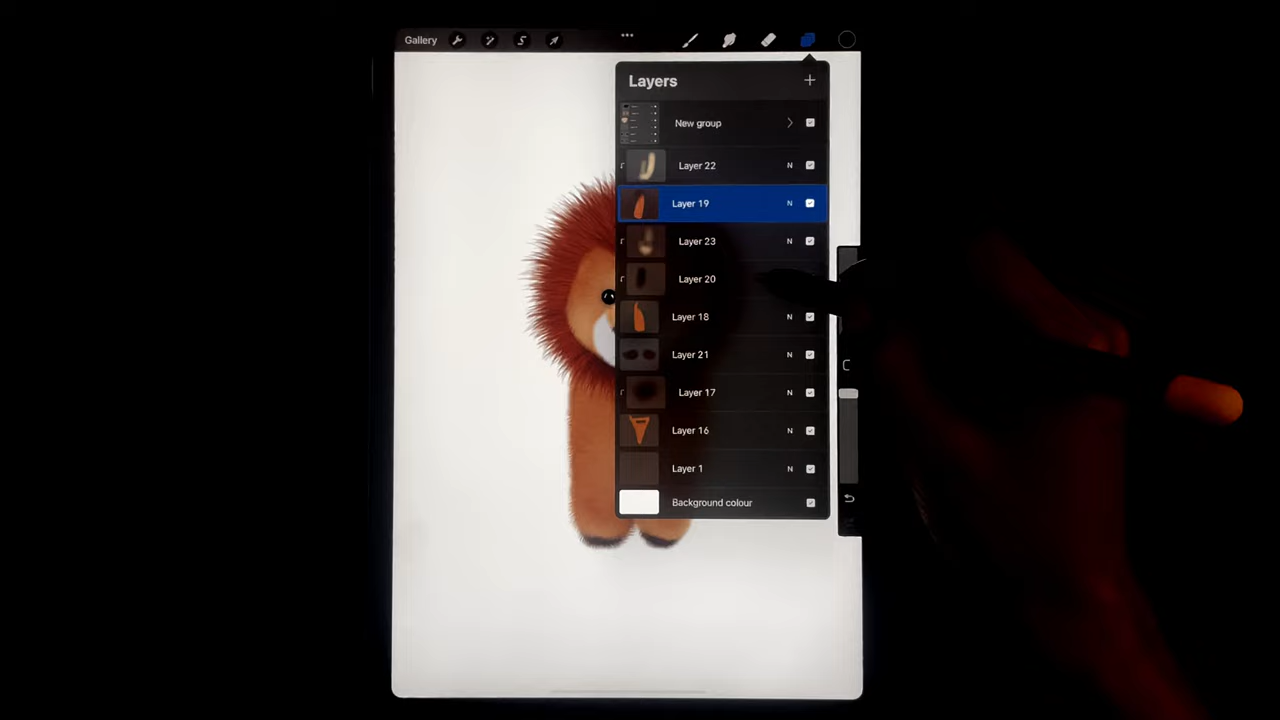 Gallery
Layers
New group
Layer 22 N
Layer 19 N
Layer 23 N
Layer 20
Layer 18 N
Layer 21 N
Layer 17 N
Layer 16 N
Layer 1 N
Background colour